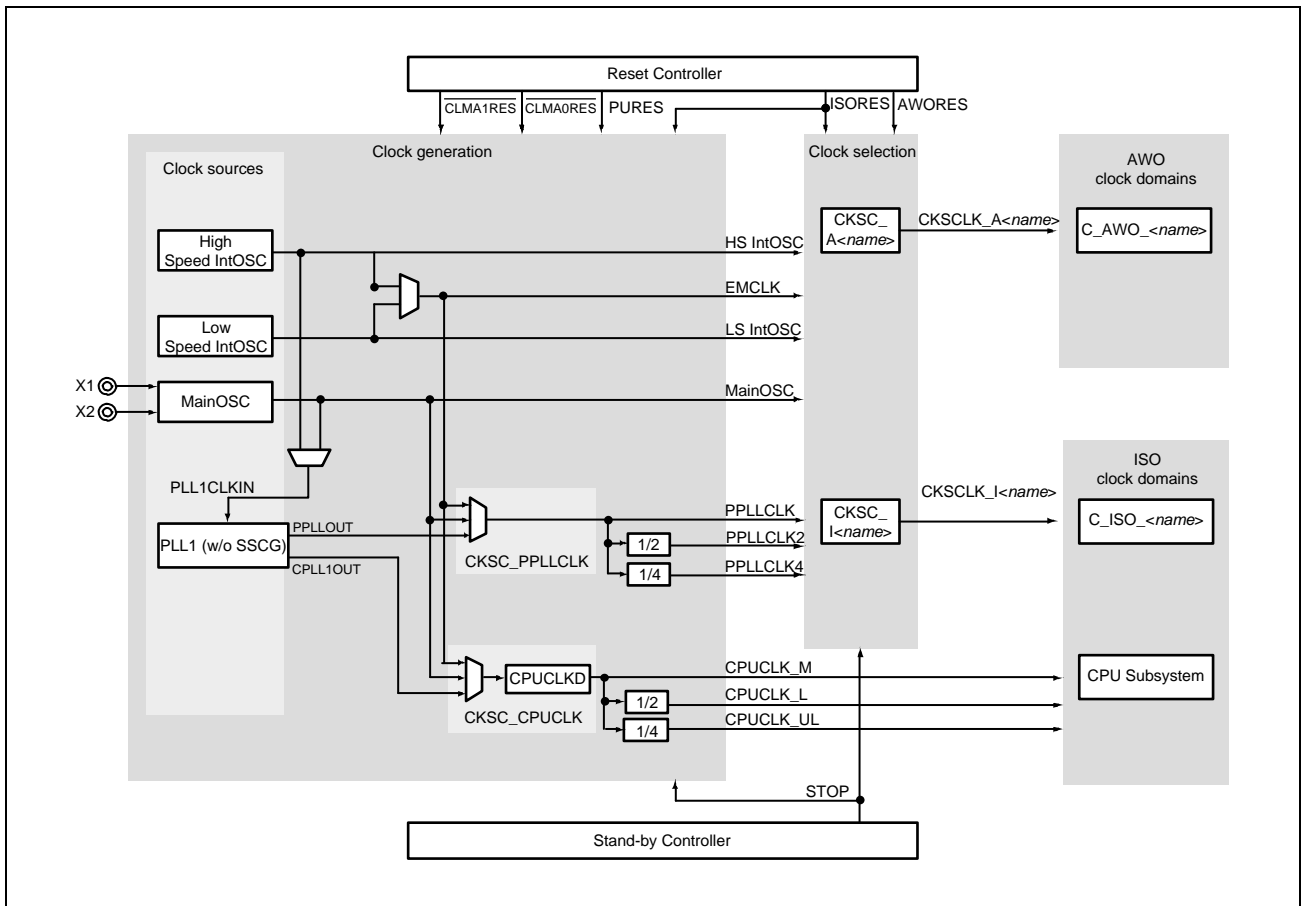 Reset Controller
CLMA1RES
CLMA0RES
PURES
ISORES
AWORES
Clock generation
Clock selection
AWO
clock domains
Clock sources
High
Speed IntOSC
HS IntOSC
CKSC_
A<name>
CKSCLK_A<name>
C_AWO_<name>
EMCLK
Low
Speed IntOSC
LS IntOSC
X1
X2
MainOSC
MainOSC
ISO
clock domains
PLL1CLKIN
CKSCLK_I<name>
PLL1 (w/o SSCG)
PPLLOUT
CPLL1OUT
CKSC_PPLLCLK
PPLLCLK
1/2
PPLLCLK2
1/4
PPLLCLK4
CKSC_
I<name>
C_ISO_<name>
CPUCLKD
CKSC_CPUCLK
CPUCLK_M
1/2
CPUCLK_L
1/4
CPUCLK_UL
CPU Subsystem
STOP
Stand-by Controller